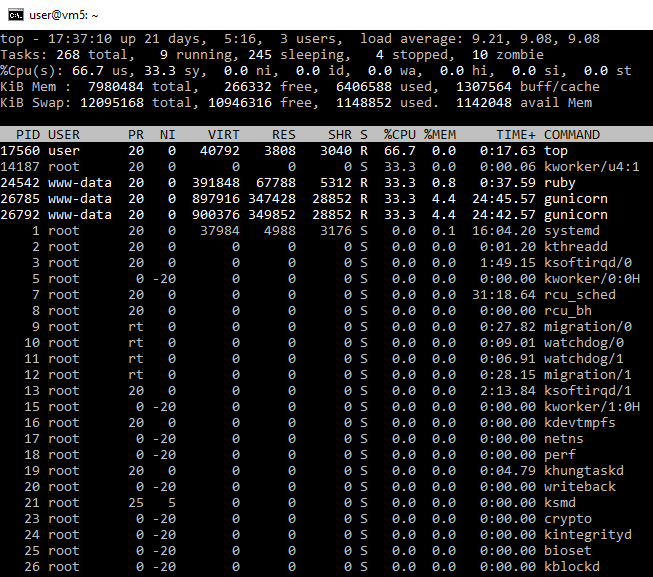 user@vm5: ~
top - 17:37:10 up 21 days,  5:16,  3 users,  load average: 9.21, 9.08, 9.08
Tasks: 268 total,   9 running, 245 sleeping,   4 stopped,  10 zombie
%Cpu(s): 66.7 us, 33.3 sy,  0.0 ni,  0.0 id,  0.0 wa,  0.0 hi,  0.0 si,  0.0 st
KiB Mem :  7980484 total,   266332 free,  6406588 used,  1307564 buff/cache
KiB Swap: 12095168 total, 10946316 free,  1148852 used.  1142048 avail Mem
PID USER      PR  NI    VIRT    RES    SHR S  %CPU %MEM     TIME+ COMMAND
17560 user      20   0   40792   3808   3040 R  66.7  0.0   0:17.63 top
14187 root      20   0       0      0      0 S  33.3  0.0   0:00.06 kworker/u4:1
24542 www-data  20   0  391848  67788   5312 R  33.3  0.8   0:37.59 ruby
26785 www-data  20   0  897916 347428  28852 R  33.3  4.4  24:45.57 gunicorn
26792 www-data  20   0  900376 349852  28852 R  33.3  4.4  24:42.57 gunicorn
1 root      20   0   37984   4988   3176 S   0.0  0.1  16:04.20 systemd
2 root      20   0       0      0      0 S   0.0  0.0   0:01.20 kthreadd
3 root      20   0       0      0      0 S   0.0  0.0   1:49.15 ksoftirqd/0
5 root       0 -20       0      0      0 S   0.0  0.0   0:00.00 kworker/0:0H
7 root      20   0       0      0      0 S   0.0  0.0  31:18.64 rcu_sched
8 root      20   0       0      0      0 S   0.0  0.0   0:00.00 rcu_bh
9 root      rt   0       0      0      0 S   0.0  0.0   0:27.82 migration/0
10 root      rt   0       0      0      0 S   0.0  0.0   0:09.01 watchdog/0
11 root      rt   0       0      0      0 S   0.0  0.0   0:06.91 watchdog/1
12 root      rt   0       0      0      0 S   0.0  0.0   0:28.15 migration/1
13 root      20   0       0      0      0 S   0.0  0.0   2:13.84 ksoftirqd/1
15 root       0 -20       0      0      0 S   0.0  0.0   0:00.00 kworker/1:0H
16 root      20   0       0      0      0 S   0.0  0.0   0:00.00 kdevtmpfs
17 root       0 -20       0      0      0 S   0.0  0.0   0:00.00 netns
18 root       0 -20       0      0      0 S   0.0  0.0   0:00.00 perf
19 root      20   0       0      0      0 S   0.0  0.0   0:04.79 khungtaskd
20 root       0 -20       0      0      0 S   0.0  0.0   0:00.00 writeback
21 root      25   5       0      0      0 S   0.0  0.0   0:00.00 ksmd
23 root       0 -20       0      0      0 S   0.0  0.0   0:00.00 crypto
24 root       0 -20       0      0      0 S   0.0  0.0   0:00.00 kintegrityd
25 root       0 -20       0      0      0 S   0.0  0.0   0:00.00 bioset
26 root       0 -20       0      0      0 S   0.0  0.0   0:00.00 kblockd